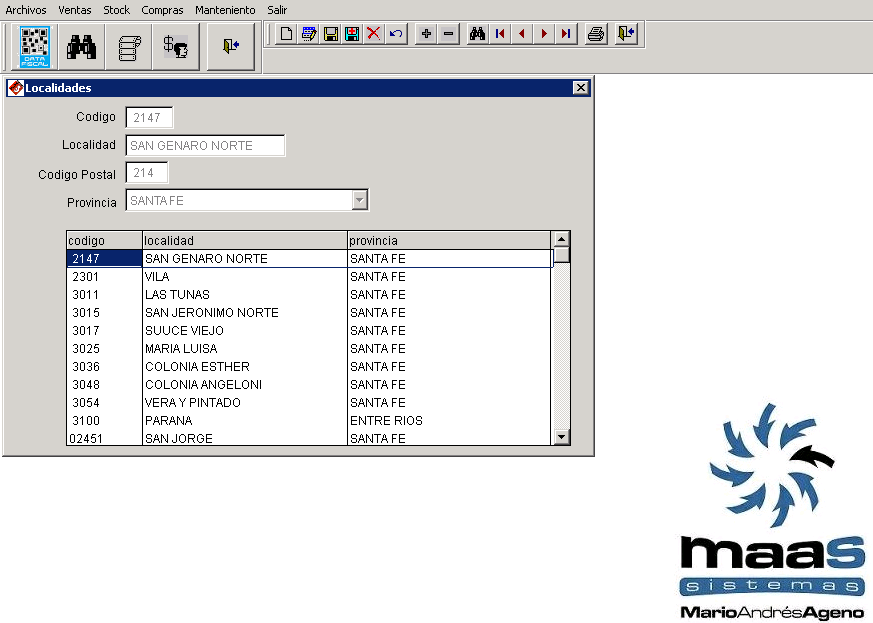 Archivos Ventas Stock Compras Manteniento Salir
DATA
FISCAL
Localidades
Codigo 2147
Localidad SAN GENARO NORTE
Codigo Postal 214
Provincia SANTA FE
codigo localidad provincia
2147 SAN GENARO NORTE SANTA FE
2301 VILA SANTA FE
3011 LAS TUNAS SANTA FE
3015 SAN JERONIMO NORTE SANTA FE
3017 SUUCE VIEJO SANTA FE
3025 MARIA LUISA SANTA FE
3036 COLONIA ESTHER SANTA FE
3048 COLONIA ANGELONI SANTA FE
3054 VERA Y PINTADO SANTA FE
3100 PARANA ENTRE RIOS
02451 SAN JORGE SANTA FE
maas
sistemas
MarioAndrésAgeno